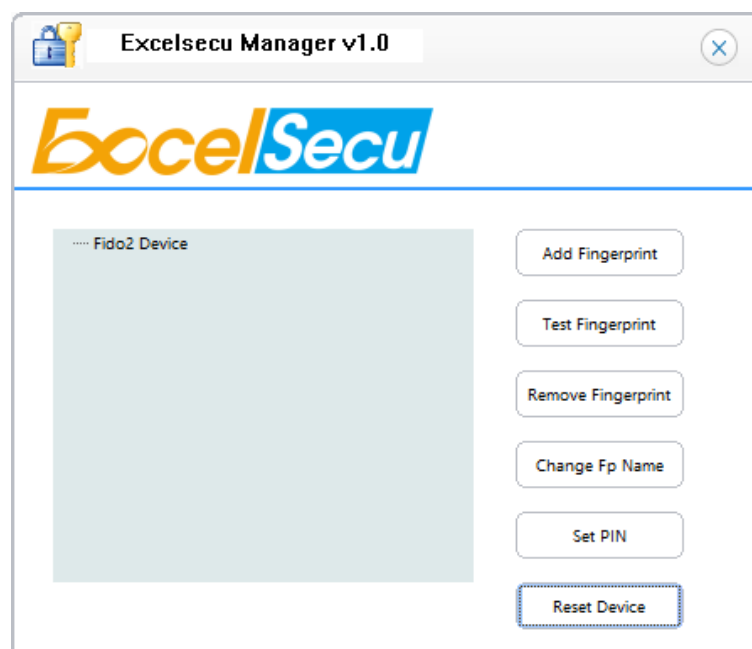 Excelsecu Manager v1.0
ExcelSecu
Fido2 Device
Add Fingerprint
Test Fingerprint
Remove Fingerprint
Change Fp Name
Set PIN
Reset Device